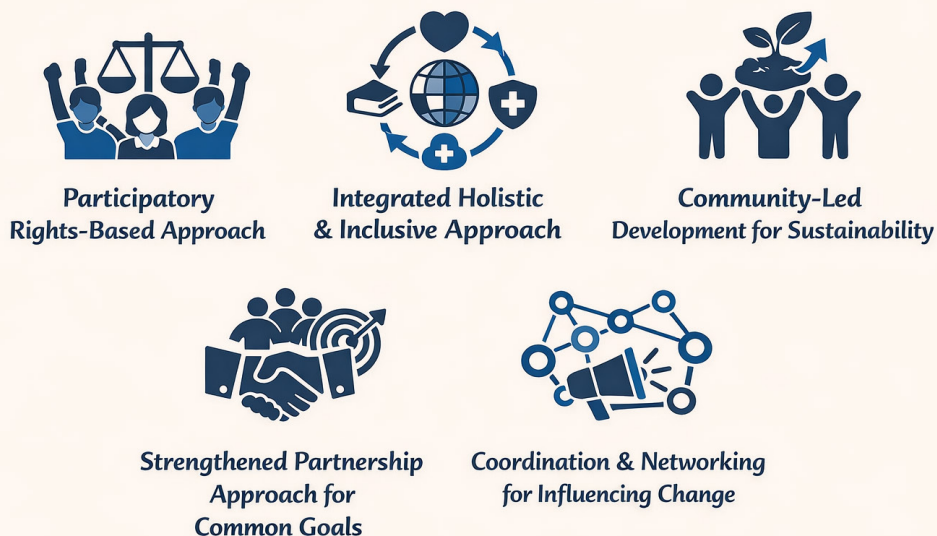 Participatory
Rights-Based Approach
Integrated Holistic
& Inclusive Approach
Community-Led
Development for Sustainability
Strengthened Partnership
Approach for
Common Goals
Coordination & Networking
for Influencing Change